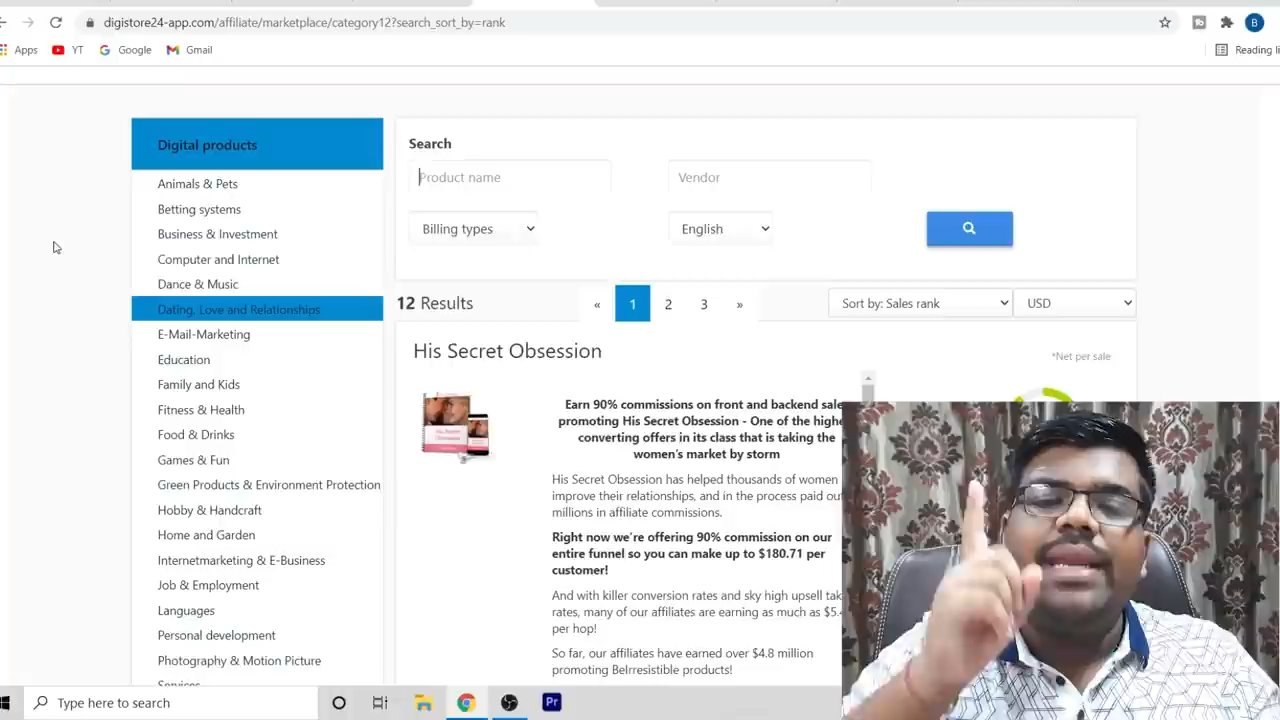 digistore24-app.com/affiliate/marketplace/category12?search_sort_by=rank
B
Apps YT Google Gmail Reading li
Digital products
Animals & Pets
Betting systems
Business & Investment
Computer and Internet
Dance & Music
Dating, Love and Relationships
E-Mail-Marketing
Education
Family and Kids
Fitness & Health
Food & Drinks
Games & Fun
Green Products & Environment Protection
Hobby & Handcraft
Home and Garden
Internetmarketing & E-Business
Job & Employment
Languages
Personal development
Photography & Motion Picture
Services
Search
Product name Vendor
Billing types English
12 Results « 1 2 3 » Sort by: Sales rank USD
His Secret Obsession
*Net per sale
Earn 90% commissions on front and backend sale
promoting His Secret Obsession - One of the highe
converting offers in its class that is taking the
women's market by storm
His Secret Obsession has helped thousands of women
improve their relationships, and in the process paid ou
millions in affiliate commissions.
Right now we're offering 90% commission on our
entire funnel so you can make up to $180.71 per
customer!
And with killer conversion rates and sky high upsell tak
rates, many of our affiliates are earning as much as $5.4
per hop!
So far, our affiliates have earned over $4.8 million
promoting BeIrresistible products!
Type here to search
Pr